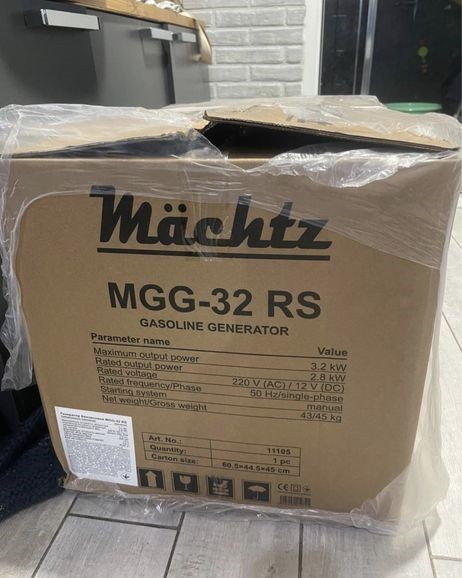 Mächtz
MGG-32 RS
GASOLINE GENERATOR
Parameter name Value
Maximum output power 3.2 kW
Rated output power 2.8 kW
Rated voltage 220 V (AC) / 12 V (DC)
Rated frequency/Phase 50 Hz/single-phase
Starting system manual
Net weight/Gross weight 43/45 kg
Art. No.: 11105
Quantity: 1 pc
Carton size: 60.5×44.5×45 cm
MGG-32 RS